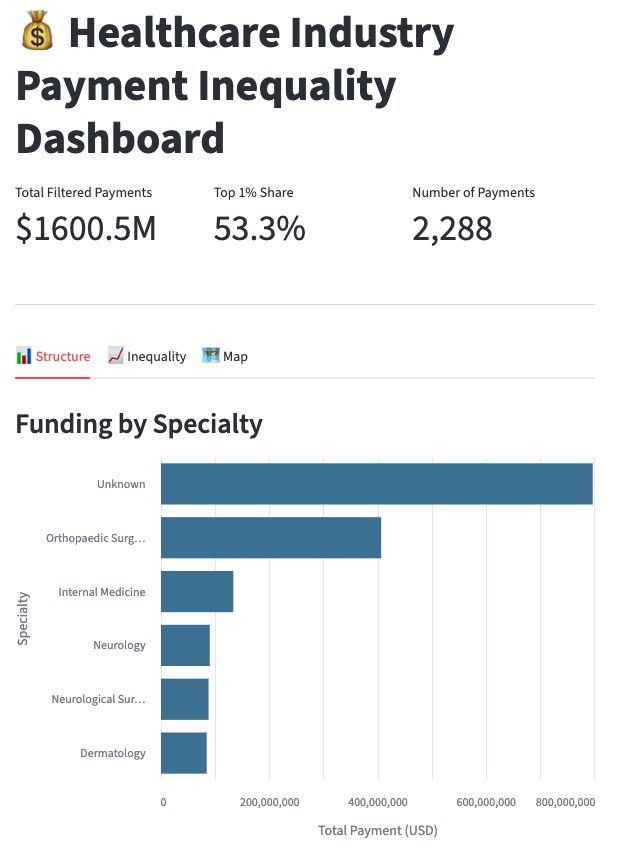 💰 Healthcare Industry
Payment Inequality
Dashboard
Total Filtered Payments
Top 1% Share
Number of Payments
$1600.5M
53.3%
2,288
📊 Structure
📈 Inequality
🗺️ Map
Funding by Specialty
Unknown
Orthopaedic Surg…
Internal Medicine
Neurology
Neurological Sur…
Dermatology
Specialty
0
200,000,000
400,000,000
600,000,000
800,000,000
Total Payment (USD)